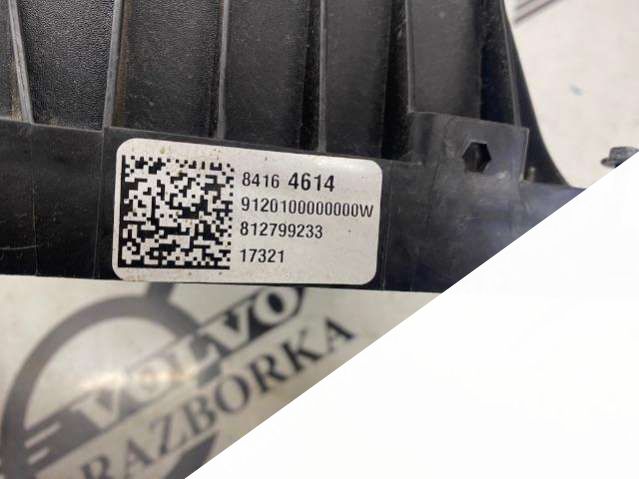 8416 4614
9120100000000W
812799233
17321
VOLVO
RAZBORKA